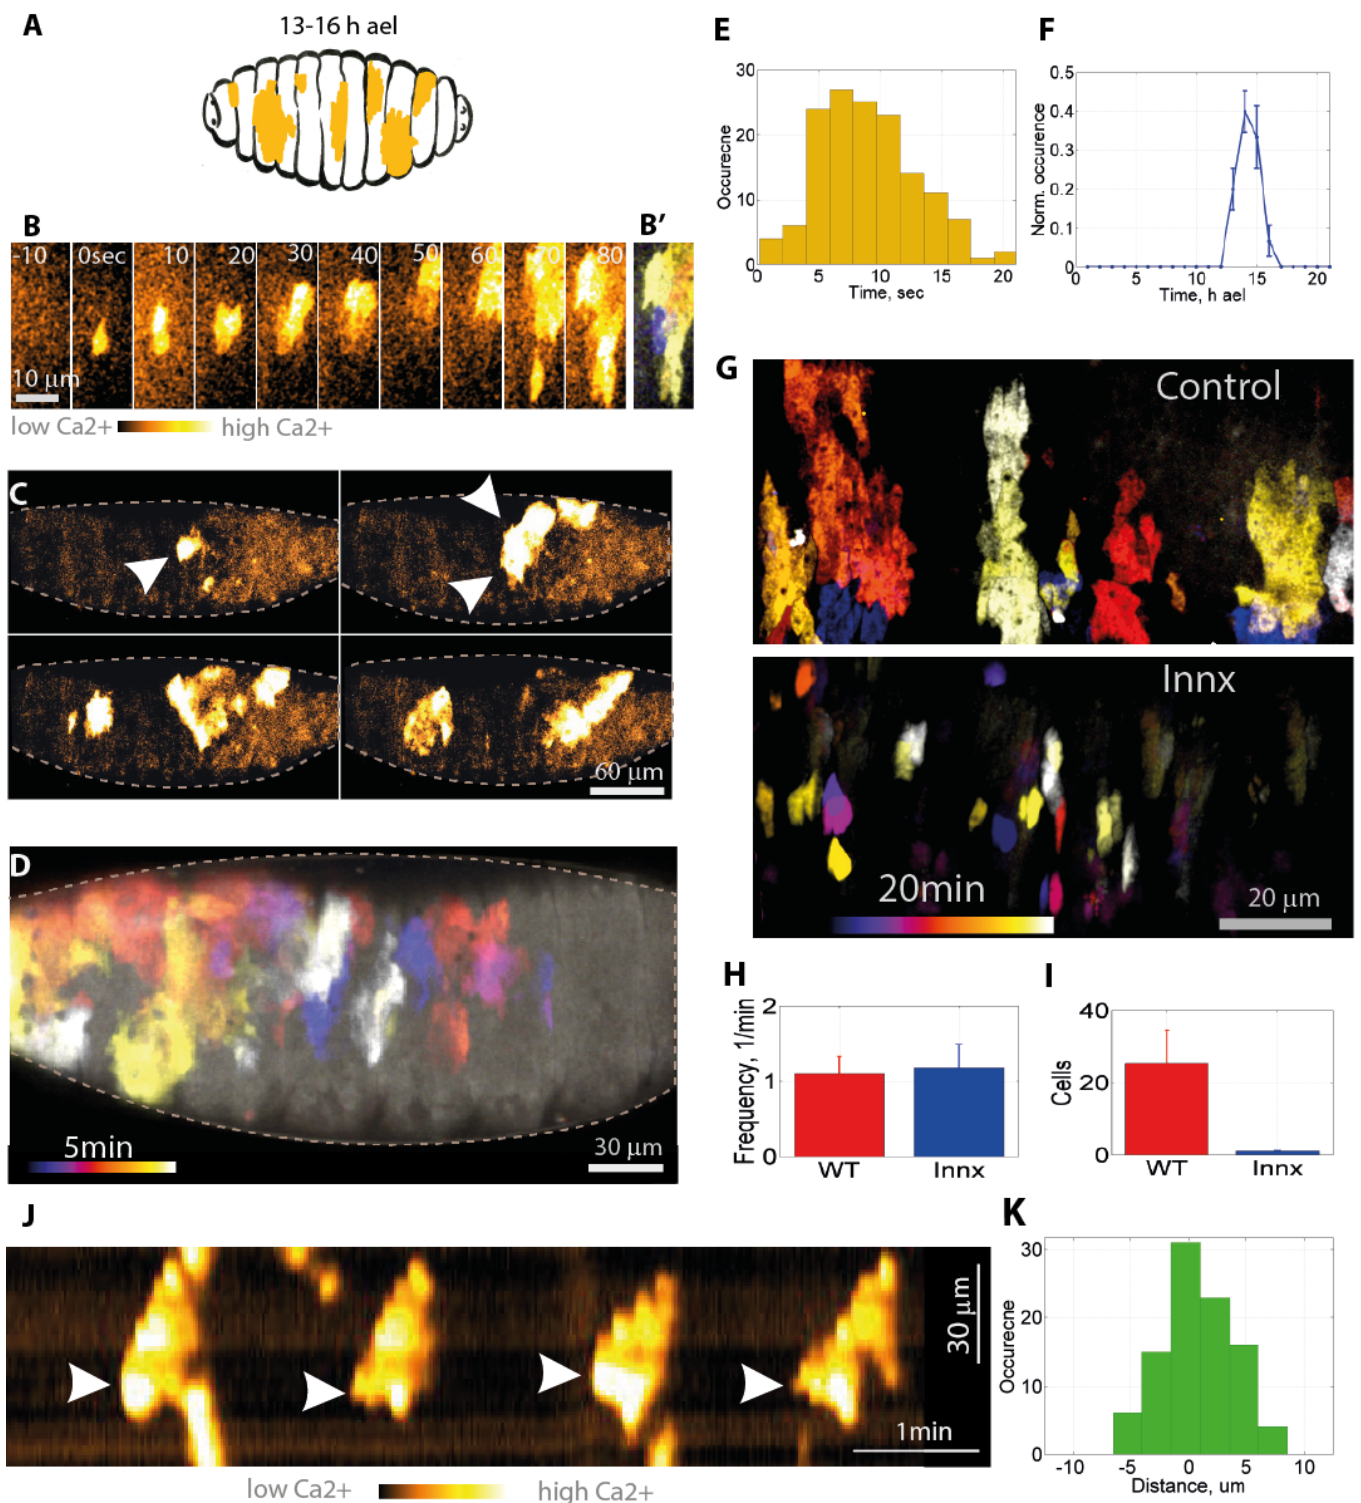 A
13-16 h ael
B
-10 0sec 10 20 30 40 50 60 70 80
B'
10 µm
low Ca2+ high Ca2+
C
60 µm
D
5min
30 µm
E
30
20
10
0
Occurecne
0 5 10 15 20
Time, sec
F
0.5
0.4
0.3
0.2
0.1
0
Norm. occurence
0 5 10 15 20
Time, h ael
G
Control
Innx
20min
20 µm
H
2
1
0
Frequency, 1/min
WT Innx
I
40
20
0
Cells
WT Innx
J
30 µm
1min
low Ca2+ high Ca2+
K
30
20
10
0
Occurecne
-10 -5 0 5 10
Distance, um